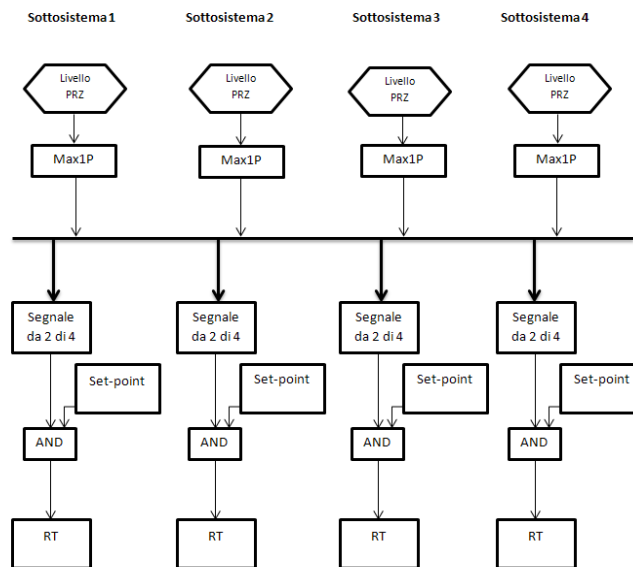 Sottosistema 1
Sottosistema 2
Sottosistema 3
Sottosistema 4
Livello
PRZ
Livello
PRZ
Livello
PRZ
Livello
PRZ
Max1P
Max1P
Max1P
Max1P
Segnale
da 2 di 4
Segnale
da 2 di 4
Segnale
da 2 di 4
Segnale
da 2 di 4
Set-point
Set-point
Set-point
Set-point
AND
AND
AND
AND
RT
RT
RT
RT